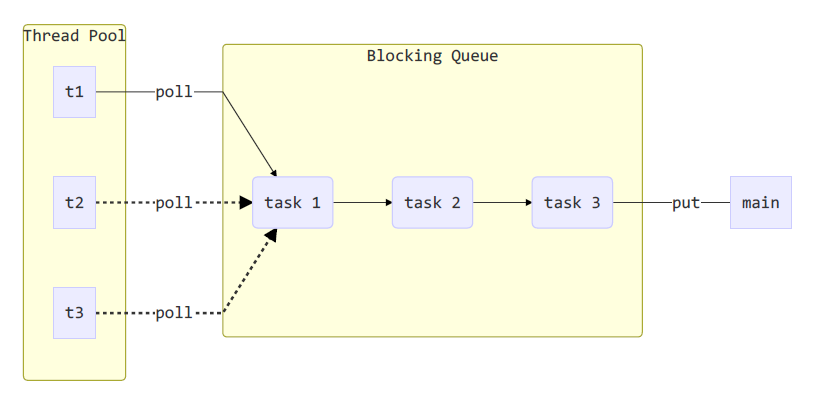 Thread Pool
Blocking Queue
t1
poll
t2
poll
task 1
task 2
task 3
put
main
t3
poll